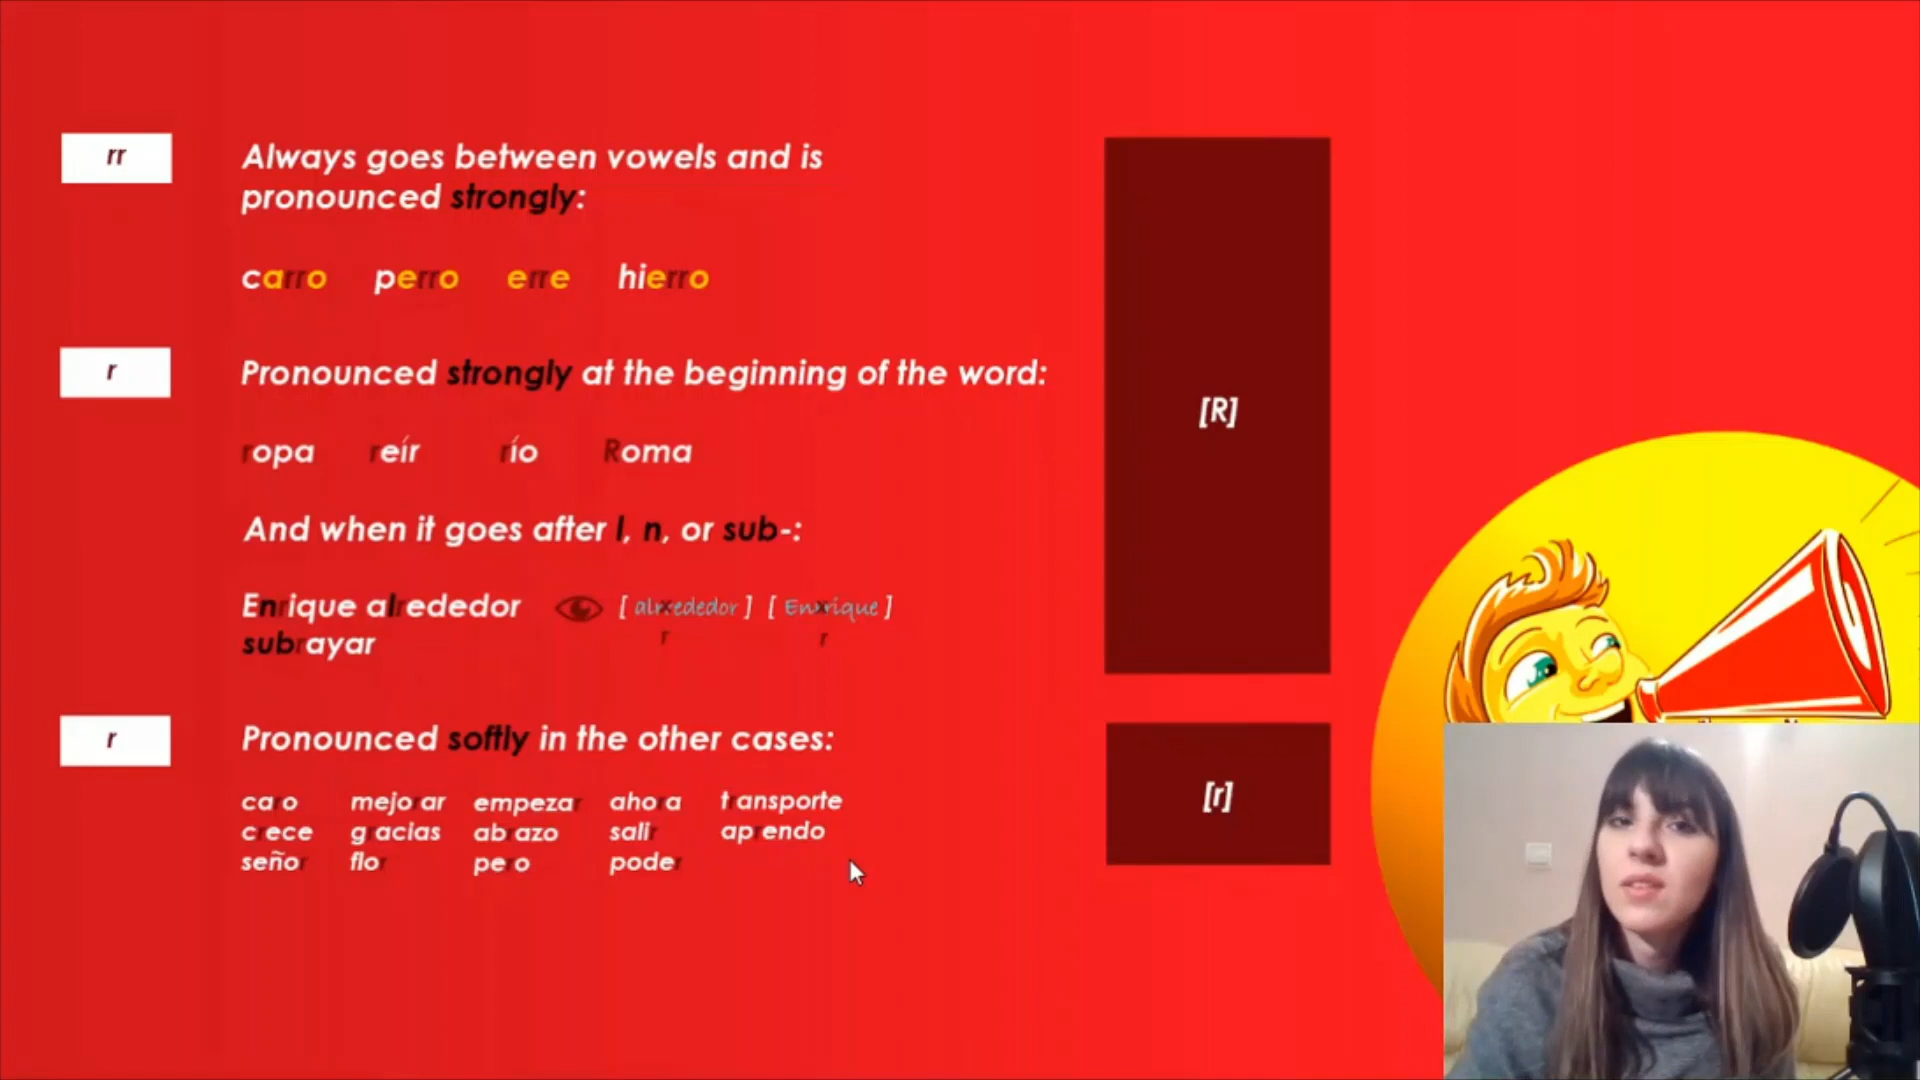 rr
Always goes between vowels and is
pronounced strongly:
carro perro erre hierro
r
Pronounced strongly at the beginning of the word:
ropa reír río Roma
And when it goes after l, n, or sub-:
Enrique alrededor [ alrrededor ] [ Enrrique ]
r r
subrayar
[R]
r
Pronounced softly in the other cases:
caro mejorar empezar ahora transporte
crece gracias abrazo salir aprendo
señor flor pero poder
[r]